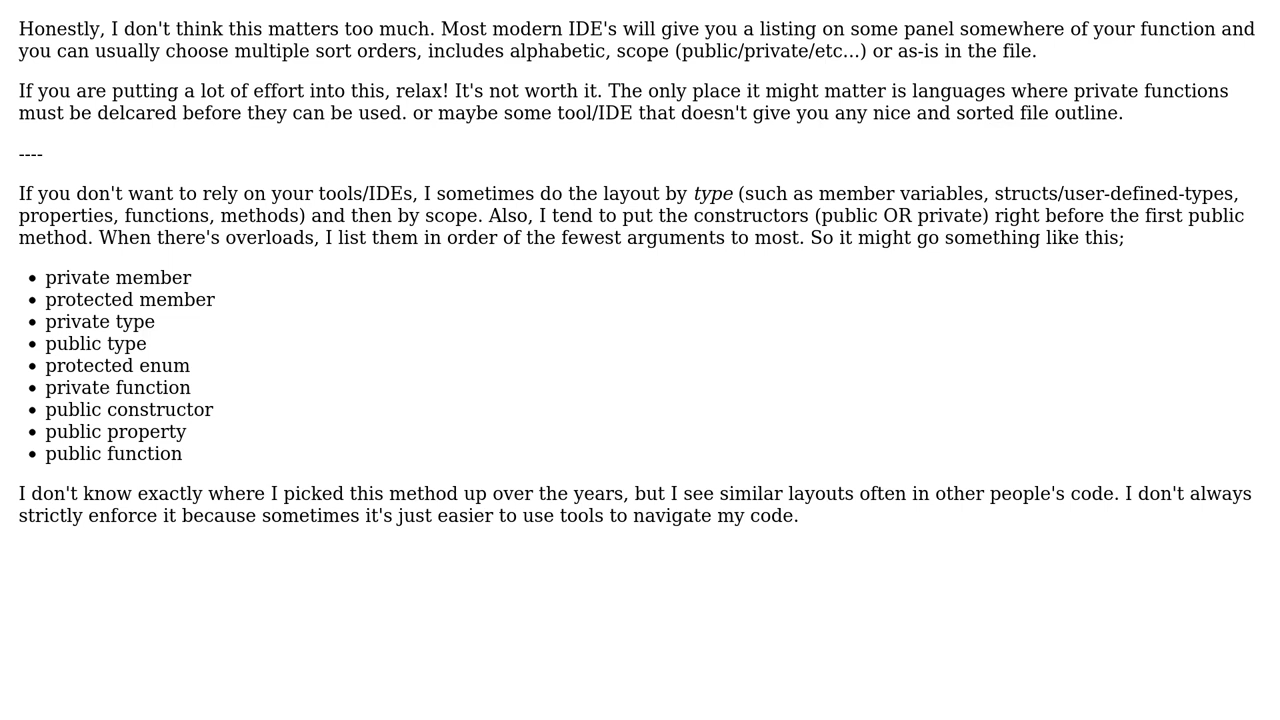 Honestly, I don't think this matters too much. Most modern IDE's will give you a listing on some panel somewhere of your function and
you can usually choose multiple sort orders, includes alphabetic, scope (public/private/etc...) or as-is in the file.
If you are putting a lot of effort into this, relax! It's not worth it. The only place it might matter is languages where private functions
must be delcared before they can be used. or maybe some tool/IDE that doesn't give you any nice and sorted file outline.
----
If you don't want to rely on your tools/IDEs, I sometimes do the layout by type (such as member variables, structs/user-defined-types,
properties, functions, methods) and then by scope. Also, I tend to put the constructors (public OR private) right before the first public
method. When there's overloads, I list them in order of the fewest arguments to most. So it might go something like this;
• private member
• protected member
• private type
• public type
• protected enum
• private function
• public constructor
• public property
• public function
I don't know exactly where I picked this method up over the years, but I see similar layouts often in other people's code. I don't always
strictly enforce it because sometimes it's just easier to use tools to navigate my code.